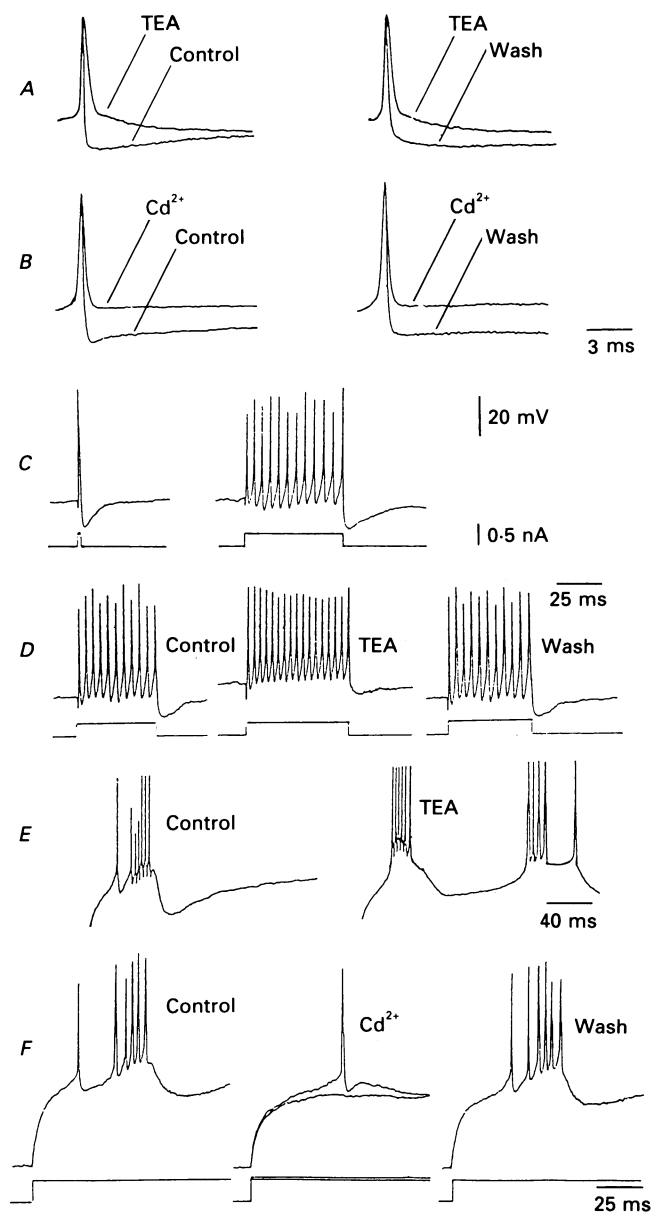 A
TEA
Control
TEA
Wash
B
Cd²⁺
Control
Cd²⁺
Wash
3 ms
C
20 mV
0·5 nA
25 ms
D
Control
TEA
Wash
E
Control
TEA
40 ms
F
Control
Cd²⁺
Wash
25 ms